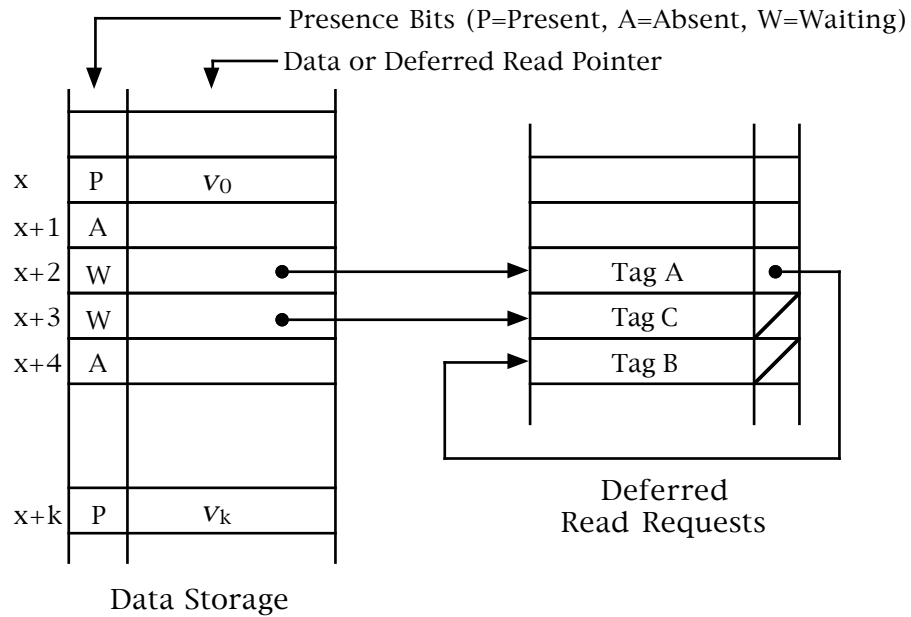 Presence Bits (P=Present, A=Absent, W=Waiting)
Data or Deferred Read Pointer
x P v0
x+1 A
x+2 W Tag A
x+3 W Tag C
x+4 A Tag B
x+k P vk
Deferred
Read Requests
Data Storage